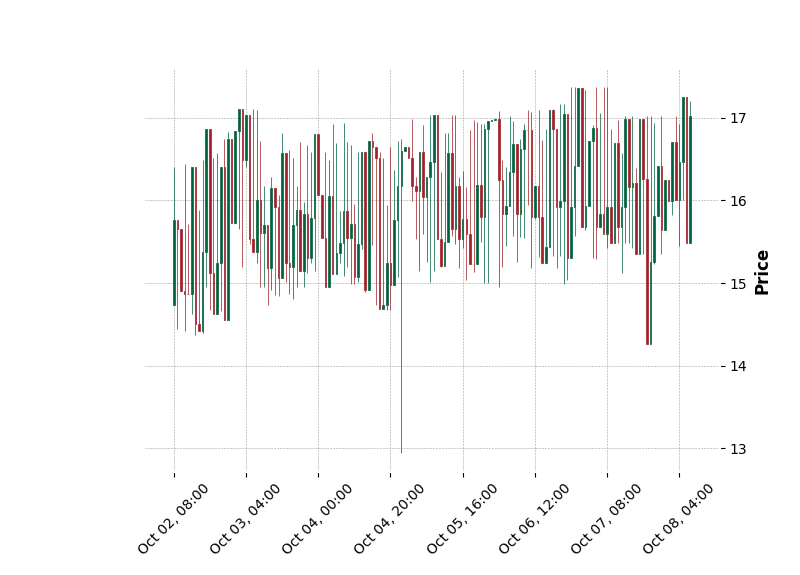 17
16
15
14
13
Price
Oct 02, 08:00
Oct 03, 04:00
Oct 04, 00:00
Oct 04, 20:00
Oct 05, 16:00
Oct 06, 12:00
Oct 07, 08:00
Oct 08, 04:00